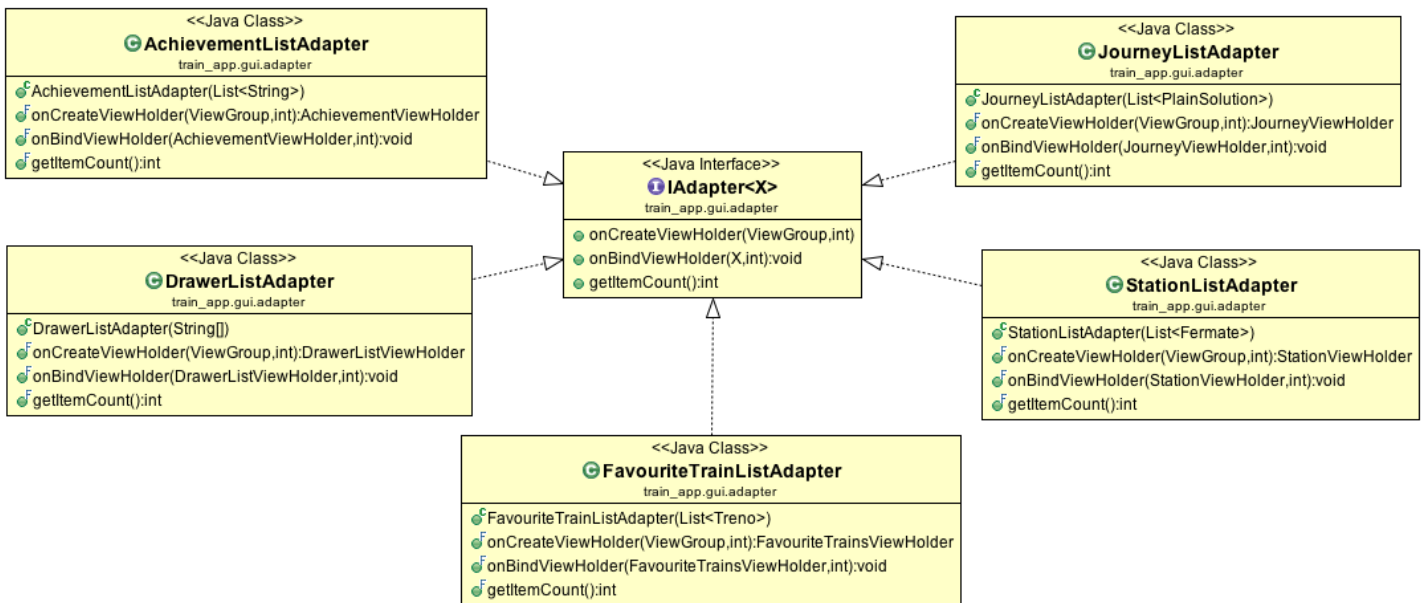 <<Java Class>>
AchievementListAdapter
train_app.gui.adapter
AchievementListAdapter(List<String>)
onCreateViewHolder(ViewGroup,int):AchievementViewHolder
onBindViewHolder(AchievementViewHolder,int):void
getItemCount():int
<<Java Class>>
JourneyListAdapter
train_app.gui.adapter
JourneyListAdapter(List<PlainSolution>)
onCreateViewHolder(ViewGroup,int):JourneyViewHolder
onBindViewHolder(JourneyViewHolder,int):void
getItemCount():int
<<Java Interface>>
IAdapter<X>
train_app.gui.adapter
onCreateViewHolder(ViewGroup,int)
onBindViewHolder(X,int):void
getItemCount():int
<<Java Class>>
DrawerListAdapter
train_app.gui.adapter
DrawerListAdapter(String[])
onCreateViewHolder(ViewGroup,int):DrawerListViewHolder
onBindViewHolder(DrawerListViewHolder,int):void
getItemCount():int
<<Java Class>>
StationListAdapter
train_app.gui.adapter
StationListAdapter(List<Fermate>)
onCreateViewHolder(ViewGroup,int):StationViewHolder
onBindViewHolder(StationViewHolder,int):void
getItemCount():int
<<Java Class>>
FavouriteTrainListAdapter
train_app.gui.adapter
FavouriteTrainListAdapter(List<Treno>)
onCreateViewHolder(ViewGroup,int):FavouriteTrainsViewHolder
onBindViewHolder(FavouriteTrainsViewHolder,int):void
getItemCount():int